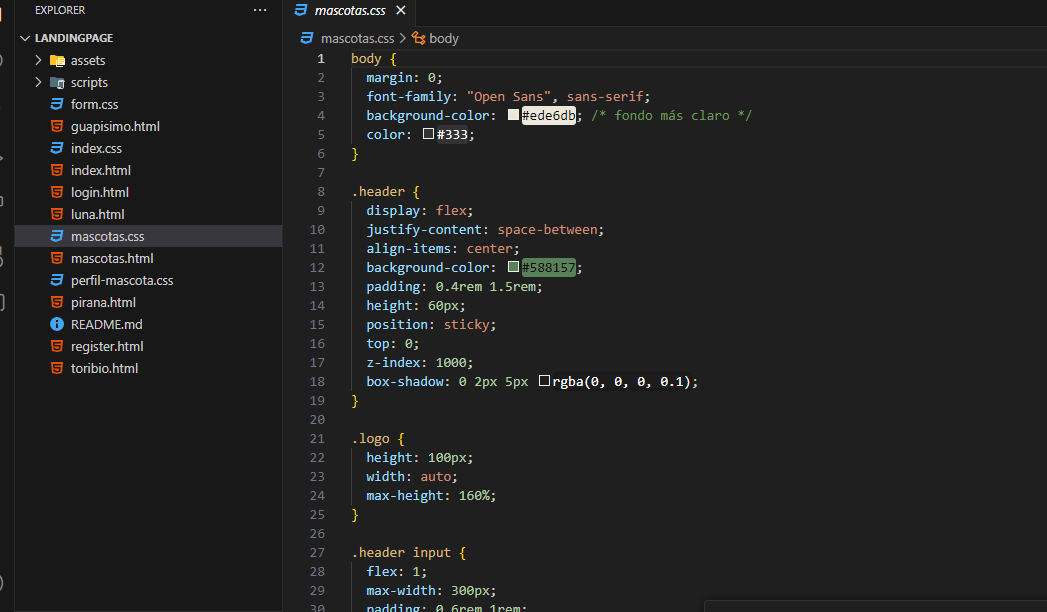 EXPLORER ...
LANDINGPAGE
assets
scripts
form.css
guapisimo.html
index.css
index.html
login.html
luna.html
mascotas.css
mascotas.html
perfil-mascota.css
pirana.html
README.md
register.html
toribio.html
mascotas.css
mascotas.css > body
1 body {
2 margin: 0;
3 font-family: "Open Sans", sans-serif;
4 background-color: #ede6db; /* fondo más claro */
5 color: #333;
6 }
7
8 .header {
9 display: flex;
10 justify-content: space-between;
11 align-items: center;
12 background-color: #588157;
13 padding: 0.4rem 1.5rem;
14 height: 60px;
15 position: sticky;
16 top: 0;
17 z-index: 1000;
18 box-shadow: 0 2px 5px rgba(0, 0, 0, 0.1);
19 }
20
21 .logo {
22 height: 100px;
23 width: auto;
24 max-height: 160%;
25 }
26
27 .header input {
28 flex: 1;
29 max-width: 300px;
30 padding: 0.6rem 1rem;